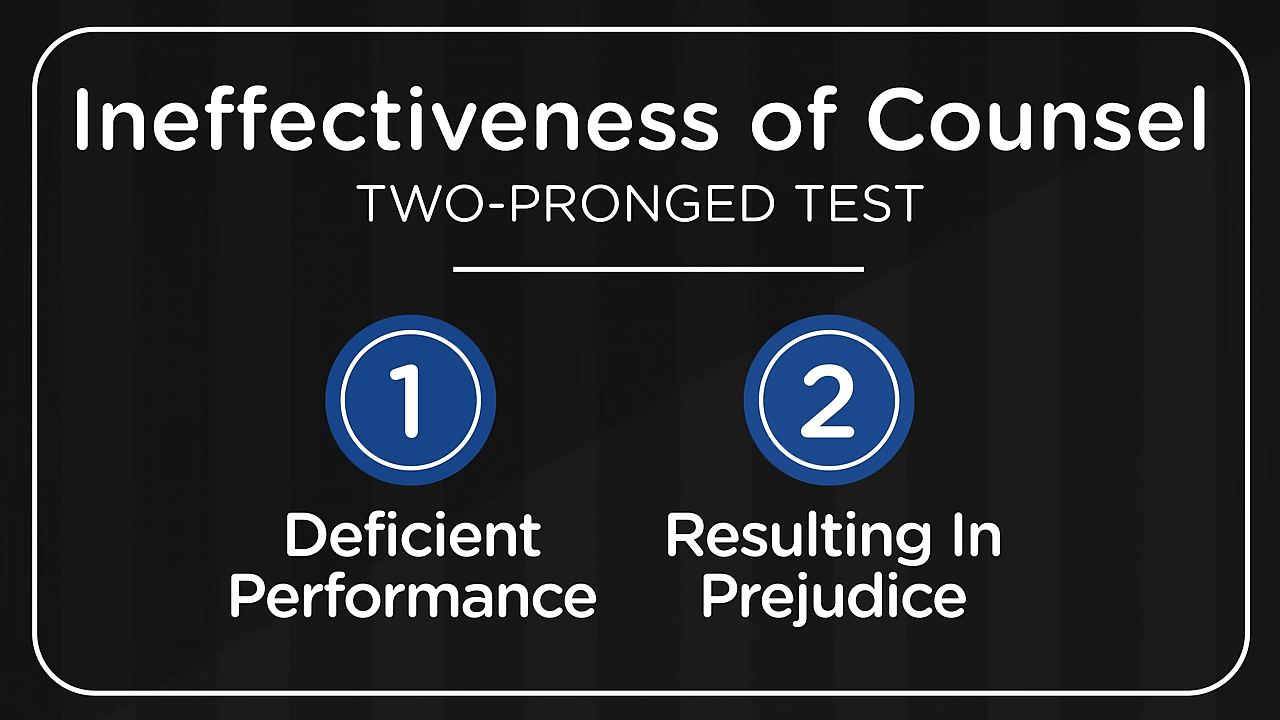 Ineffectiveness of Counsel
TWO-PRONGED TEST
1
Deficient
Performance
2
Resulting In
Prejudice